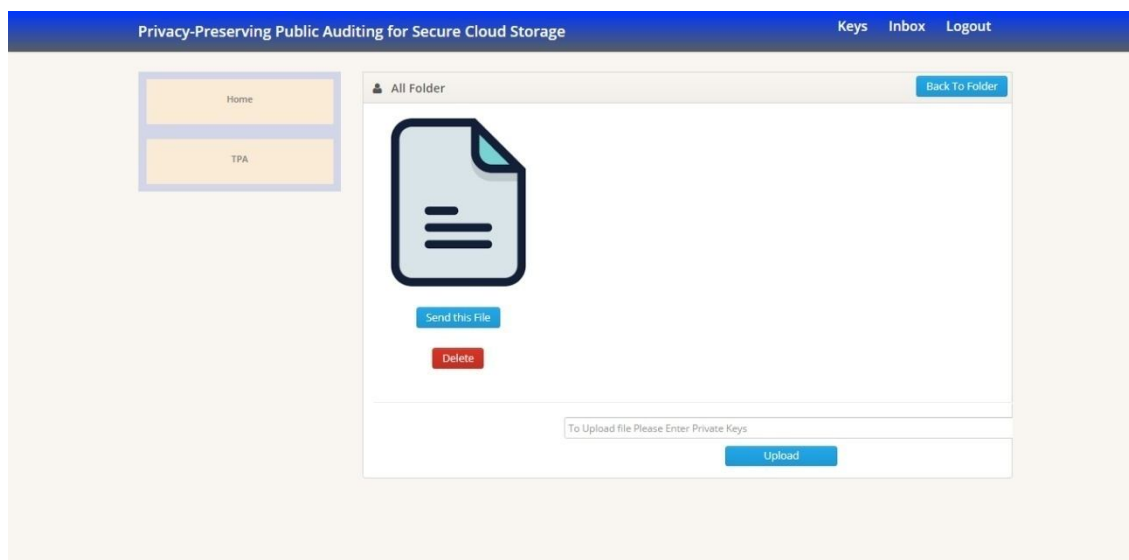 Privacy-Preserving Public Auditing for Secure Cloud Storage
Keys Inbox Logout
Home
TPA
All Folder
Back To Folder
Send this File
Delete
To Upload file Please Enter Private Keys
Upload